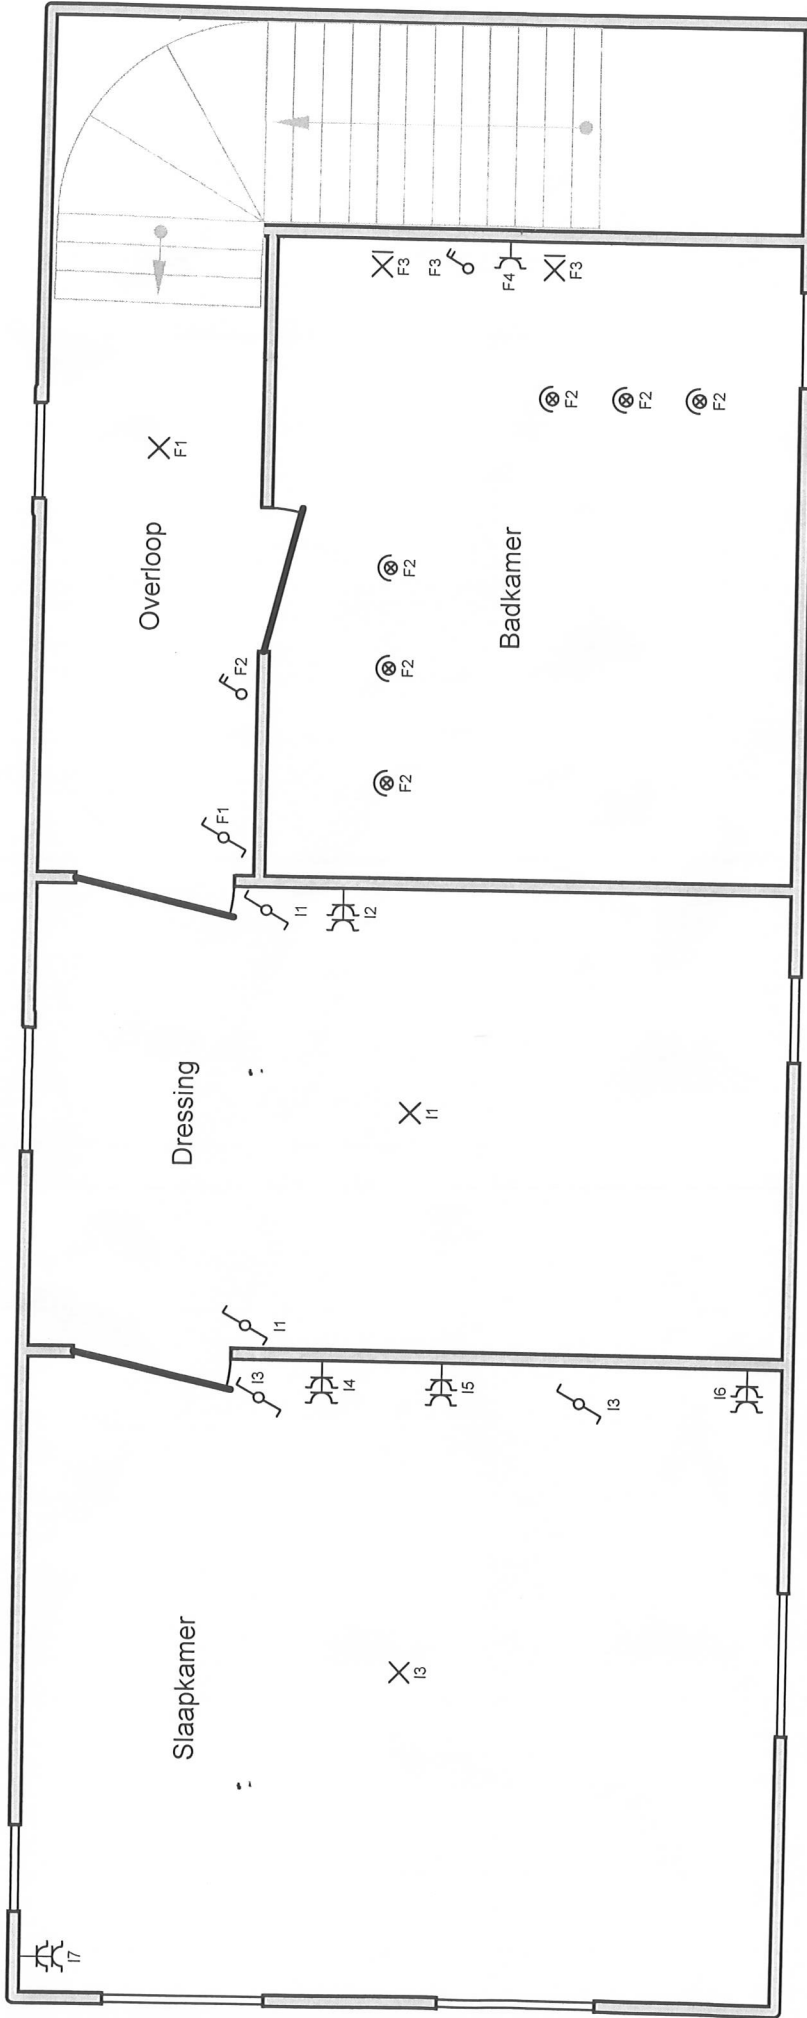 F3
F3
F4
F3
F1
F2
F2
F2
Overloop
Badkamer
F2
F2
F2
F2
F1
I1
I2
Dressing
I1
I1
I3
I4
I5
I3
I6
Slaapkamer
I3
I7